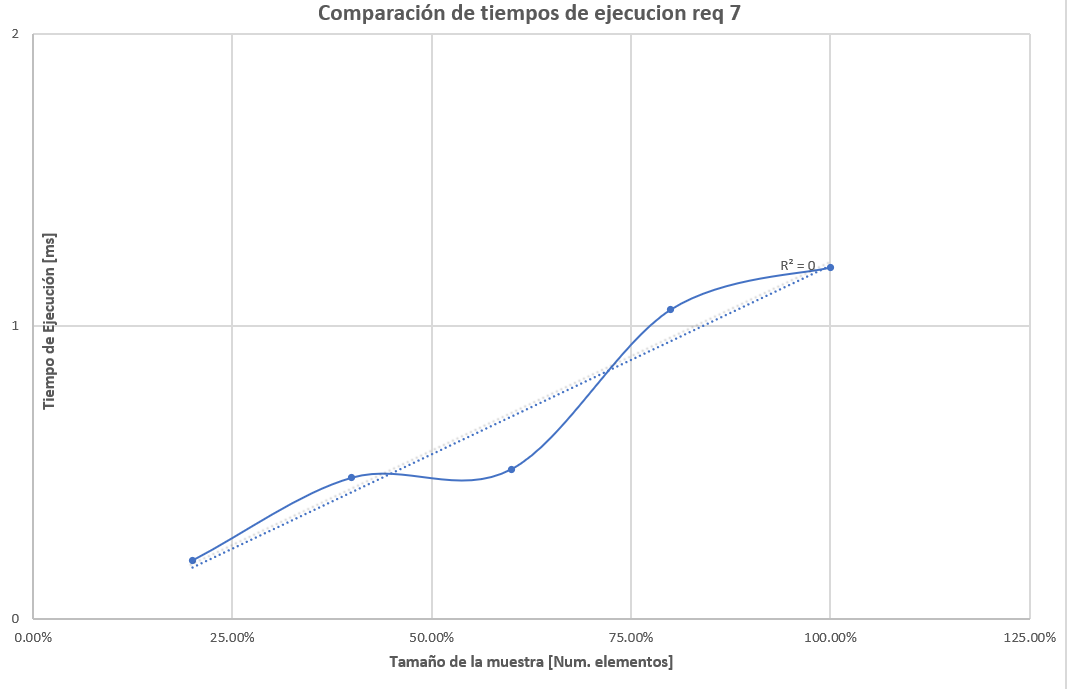 Comparación de tiempos de ejecucion req 7
2
1
0
Tiempo de Ejecución [ms]
R² = 0
0.00%
25.00%
50.00%
75.00%
100.00%
125.00%
Tamaño de la muestra [Num. elementos]